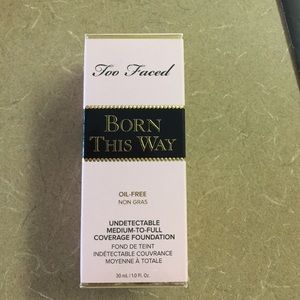 Too Faced
BORN
THIS WAY
OIL-FREE
NON GRAS
UNDETECTABLE
MEDIUM-TO-FULL
COVERAGE FOUNDATION
FOND DE TEINT
INDÉTECTABLE COUVRANCE
MOYENNE À TOTALE
30 mL/1.0 Fl. Oz.